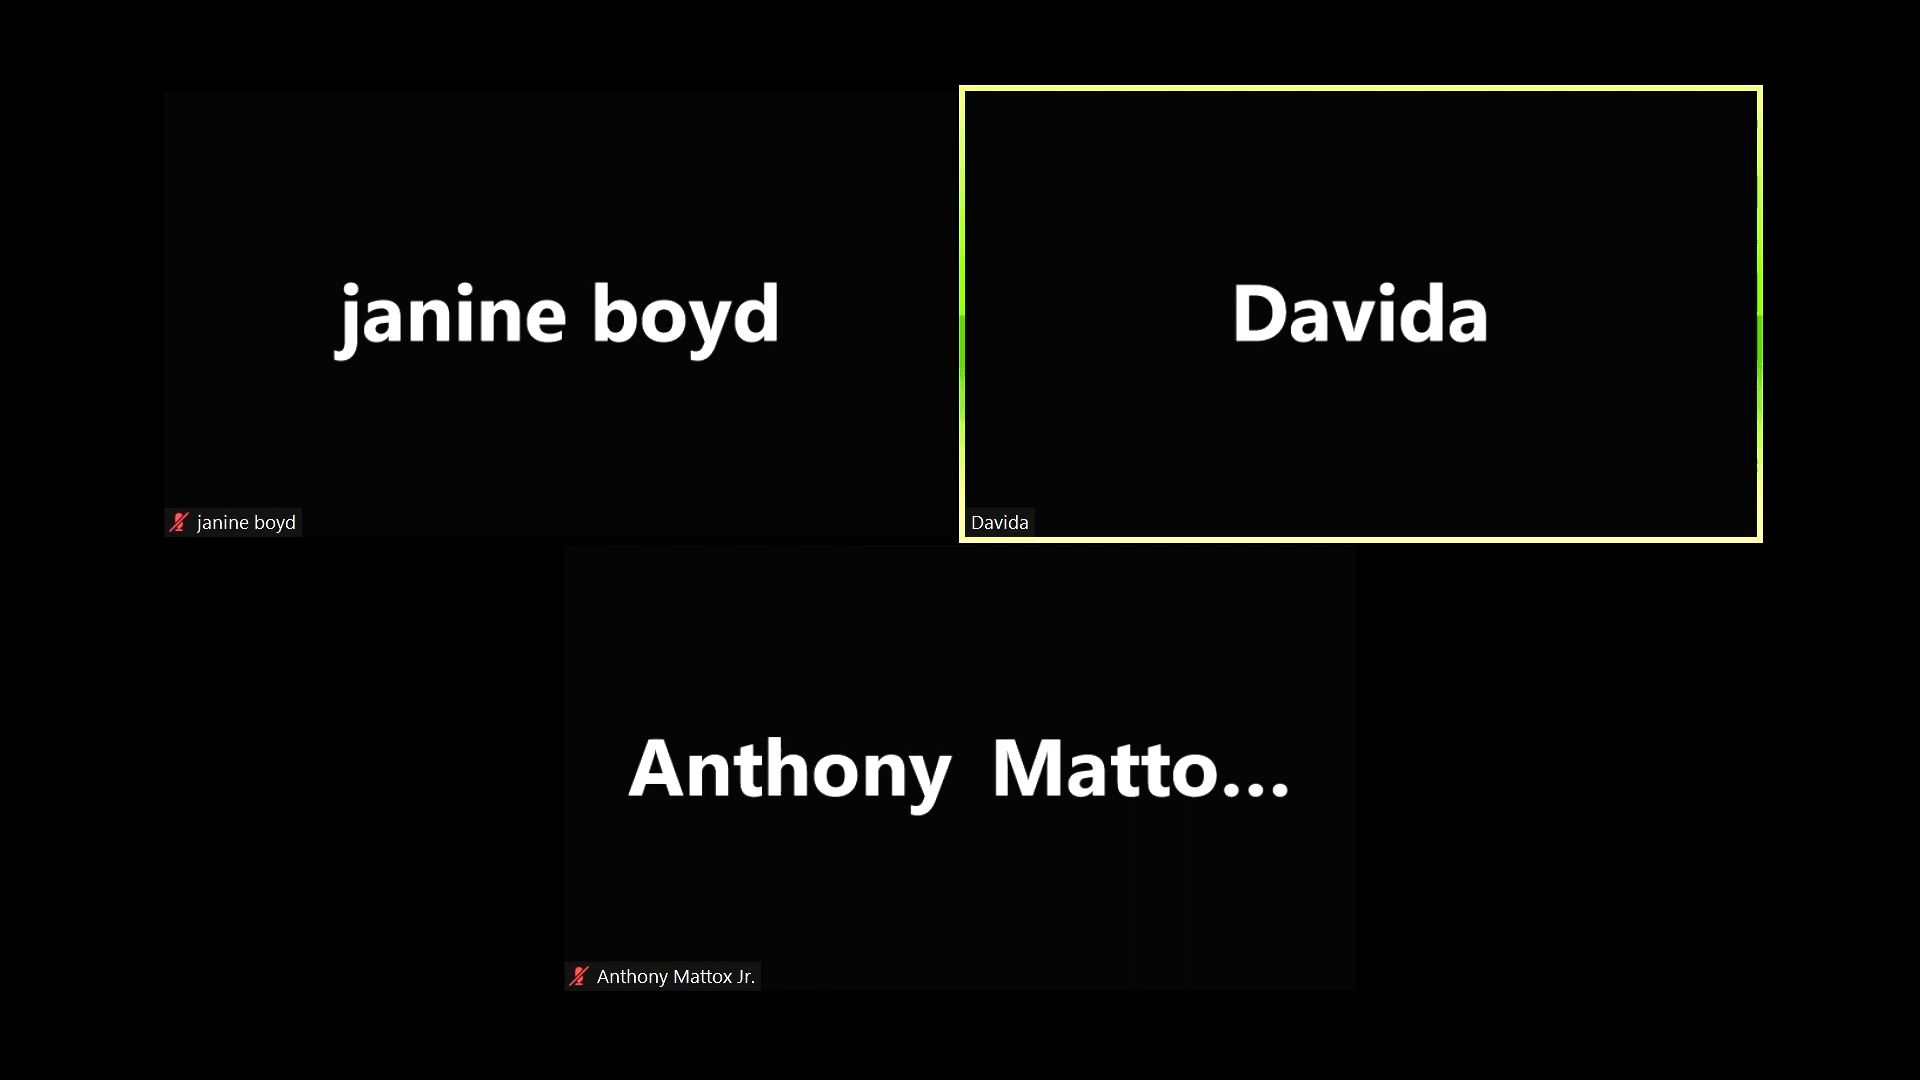 janine boyd
Davida
janine boyd
Davida
Anthony  Matto...
Anthony Mattox Jr.